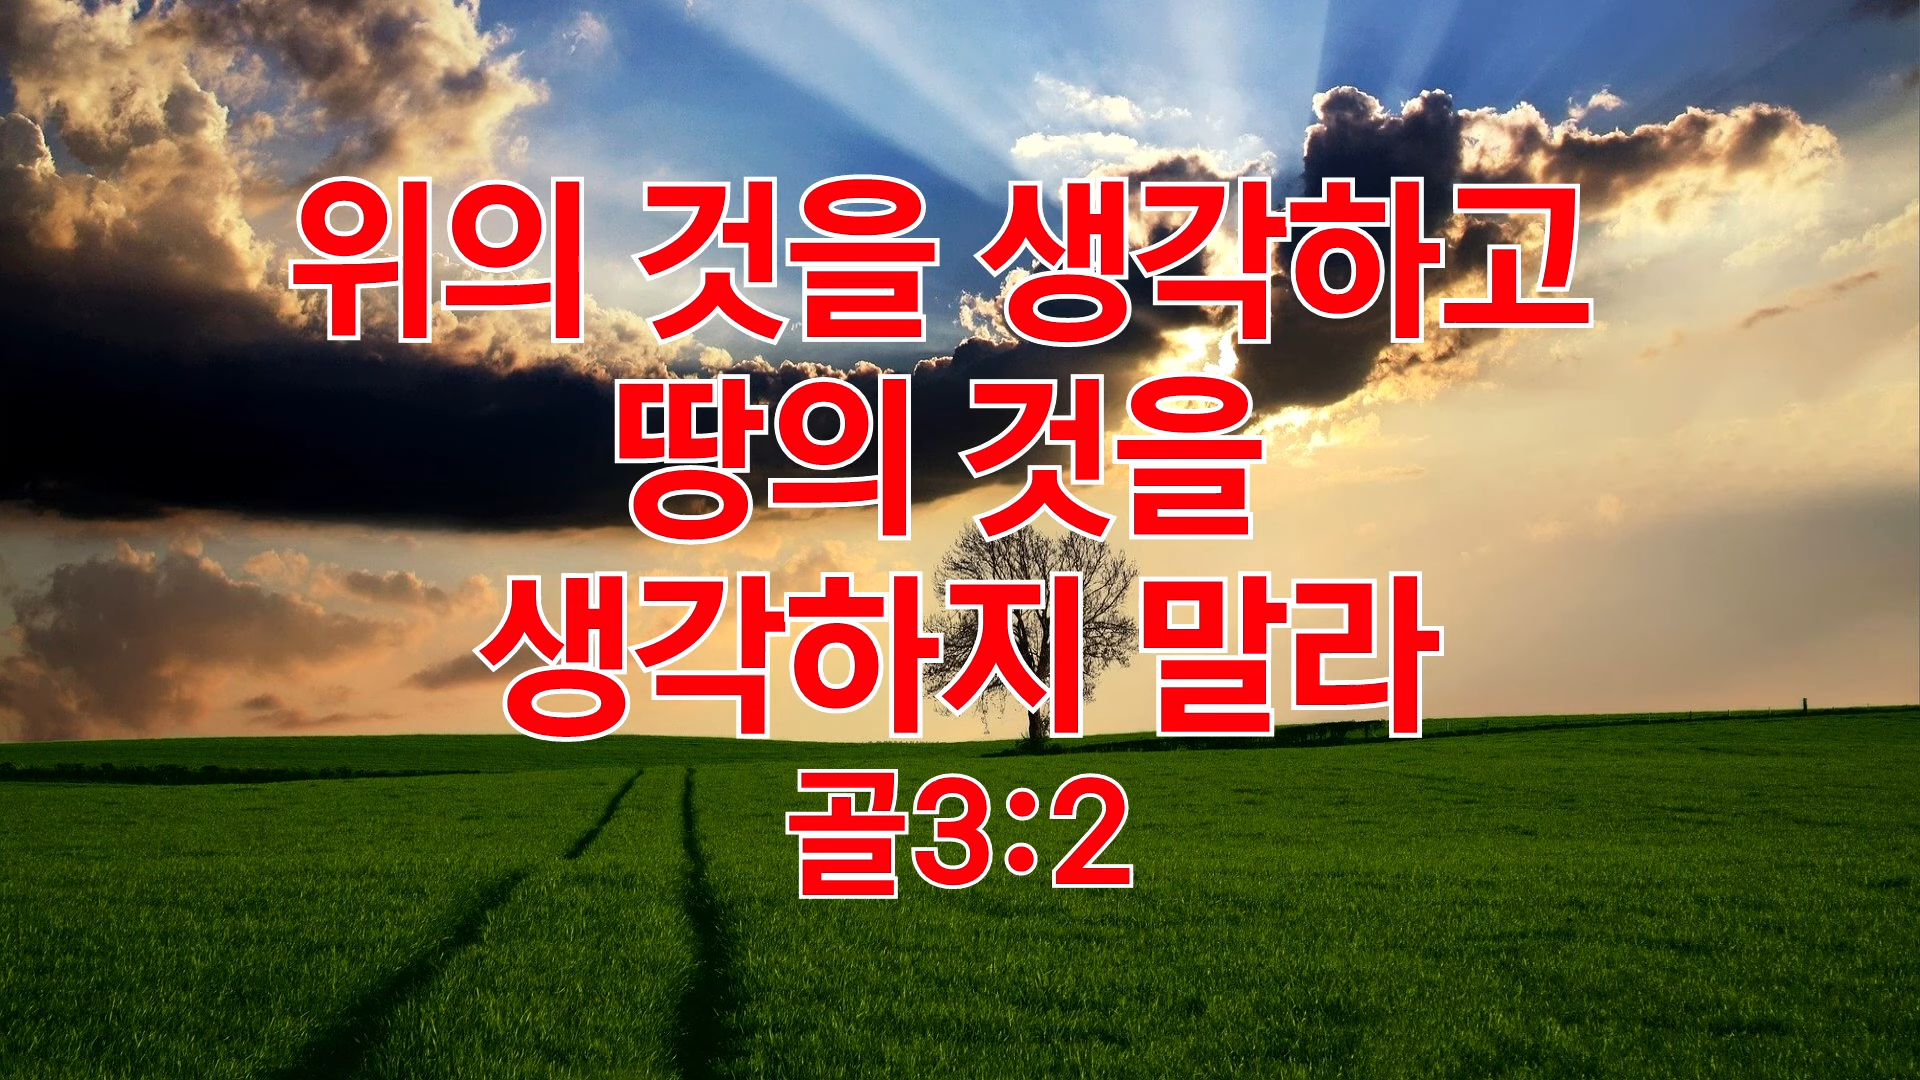 위의 것을 생각하고
땅의 것을
생각하지 말라
골3:2